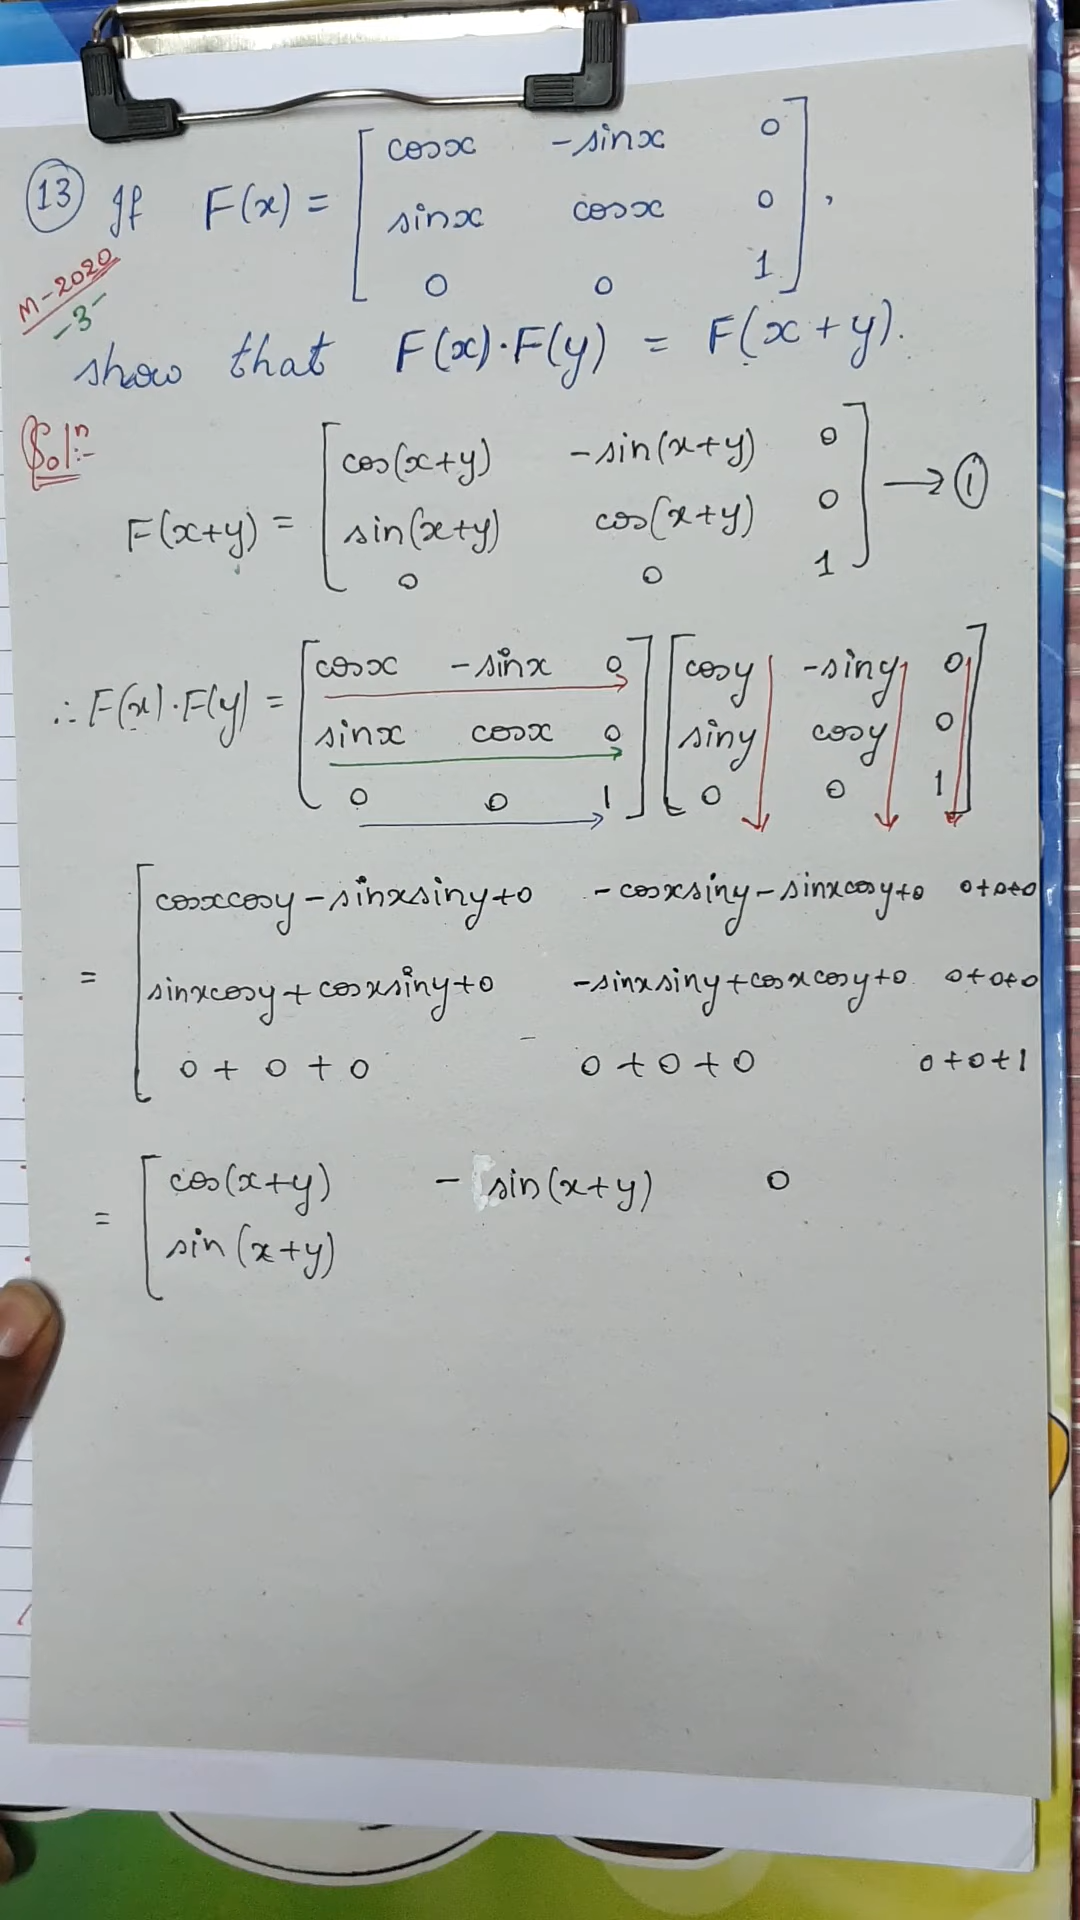 (13) If F(x) = [cosx -sinx 0
sinx cosx 0
0 0 1],
M-2020
-3-
show that F(x)·F(y) = F(x+y).
Solⁿ:-
F(x+y) = [cos(x+y) -sin(x+y) 0
sin(x+y) cos(x+y) 0
0 0 1] → (1)
∴ F(x)·F(y) = [cosx -sinx 0] [cosy -siny 0]
sinx cosx 0 siny cosy 0
0 0 1 0 0 1
= [cosxcosy-sinxsiny+0 -cosxsiny-sinxcosy+0 0+0+0
sinxcosy+cosxsiny+0 -sinxsiny+cosxcosy+0 0+0+0
0+0+0 0+0+0 0+0+1
= [cos(x+y) -sin(x+y) 0
sin(x+y)